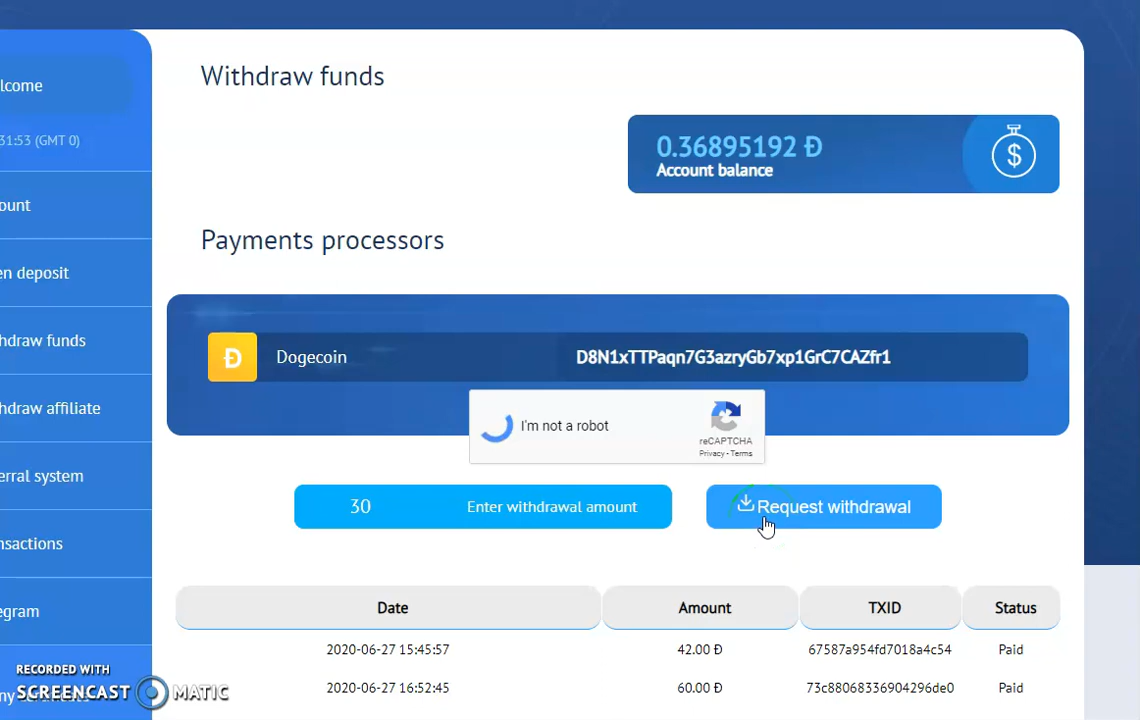 Withdraw funds
lcome
0.36895192 Ð
Account balance
31:53 (GMT 0)
ount
Payments processors
en deposit
hdraw funds
Dogecoin D8N1xTTPaqn7G3azryGb7xp1GrC7CAZfr1
hdraw affiliate
I'm not a robot
reCAPTCHA
Privacy - Terms
erral system
30 Enter withdrawal amount Request withdrawal
nsactions
Date Amount TXID Status
egram
2020-06-27 15:45:57 42.00 Ð 67587a954fd7018a4c54 Paid
RECORDED WITH
SCREENCAST MATIC
2020-06-27 16:52:45 60.00 Ð 73c88068336904296de0 Paid